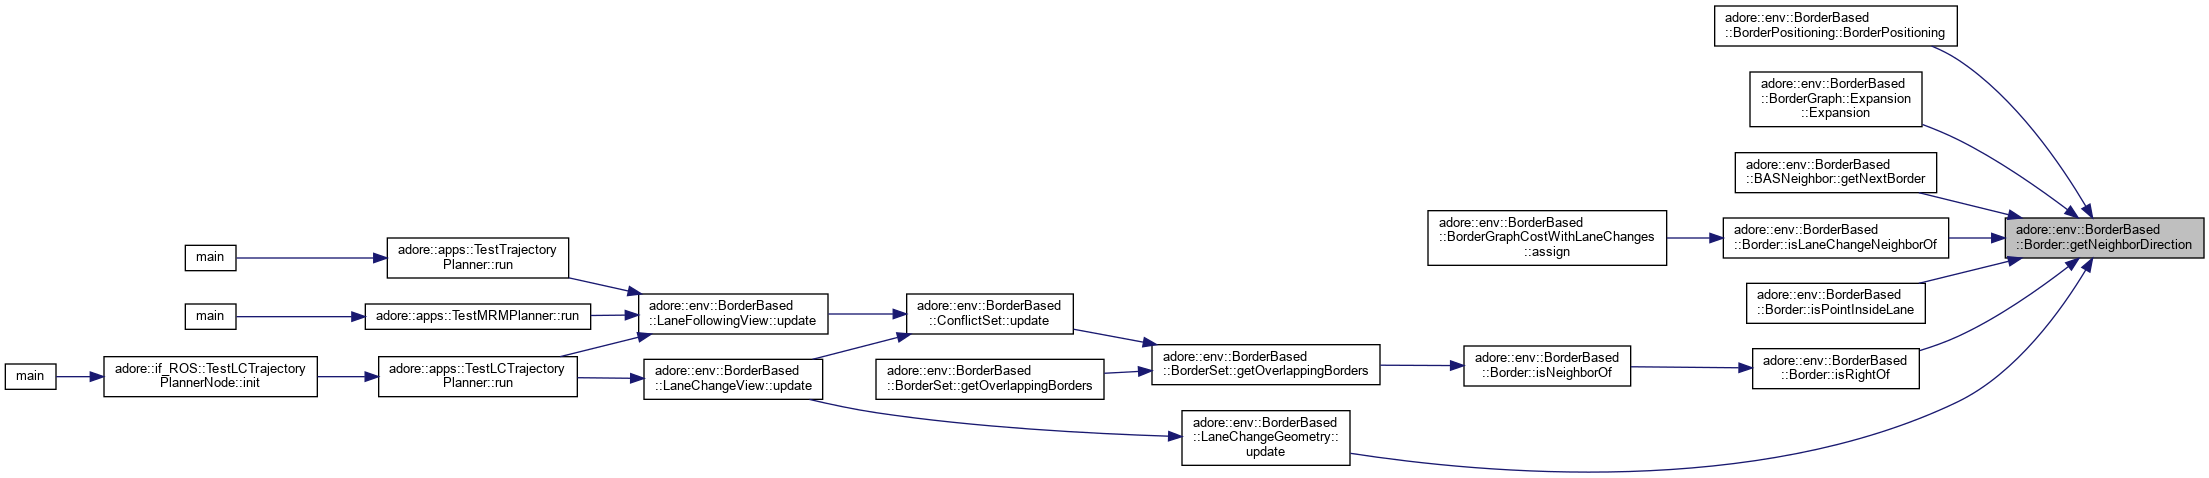 adore::env::BorderBased
::BorderPositioning::BorderPositioning
adore::env::BorderBased
::BorderGraph::Expansion
::Expansion
adore::env::BorderBased
::BASNeighbor::getNextBorder
adore::env::BorderBased
::BorderGraphCostWithLaneChanges
::assign
adore::env::BorderBased
::Border::isLaneChangeNeighborOf
adore::env::BorderBased
::Border::getNeighborDirection
main
adore::apps::TestTrajectory
Planner::run
adore::env::BorderBased
::Border::isPointInsideLane
main
adore::apps::TestMRMPlanner::run
adore::env::BorderBased
::LaneFollowingView::update
adore::env::BorderBased
::ConflictSet::update
main
adore::if_ROS::TestLCTrajectory
PlannerNode::init
adore::apps::TestLCTrajectory
Planner::run
adore::env::BorderBased
::LaneChangeView::update
adore::env::BorderBased
::BorderSet::getOverlappingBorders
adore::env::BorderBased
::BorderSet::getOverlappingBorders
adore::env::BorderBased
::Border::isNeighborOf
adore::env::BorderBased
::Border::isRightOf
adore::env::BorderBased
::LaneChangeGeometry::
update